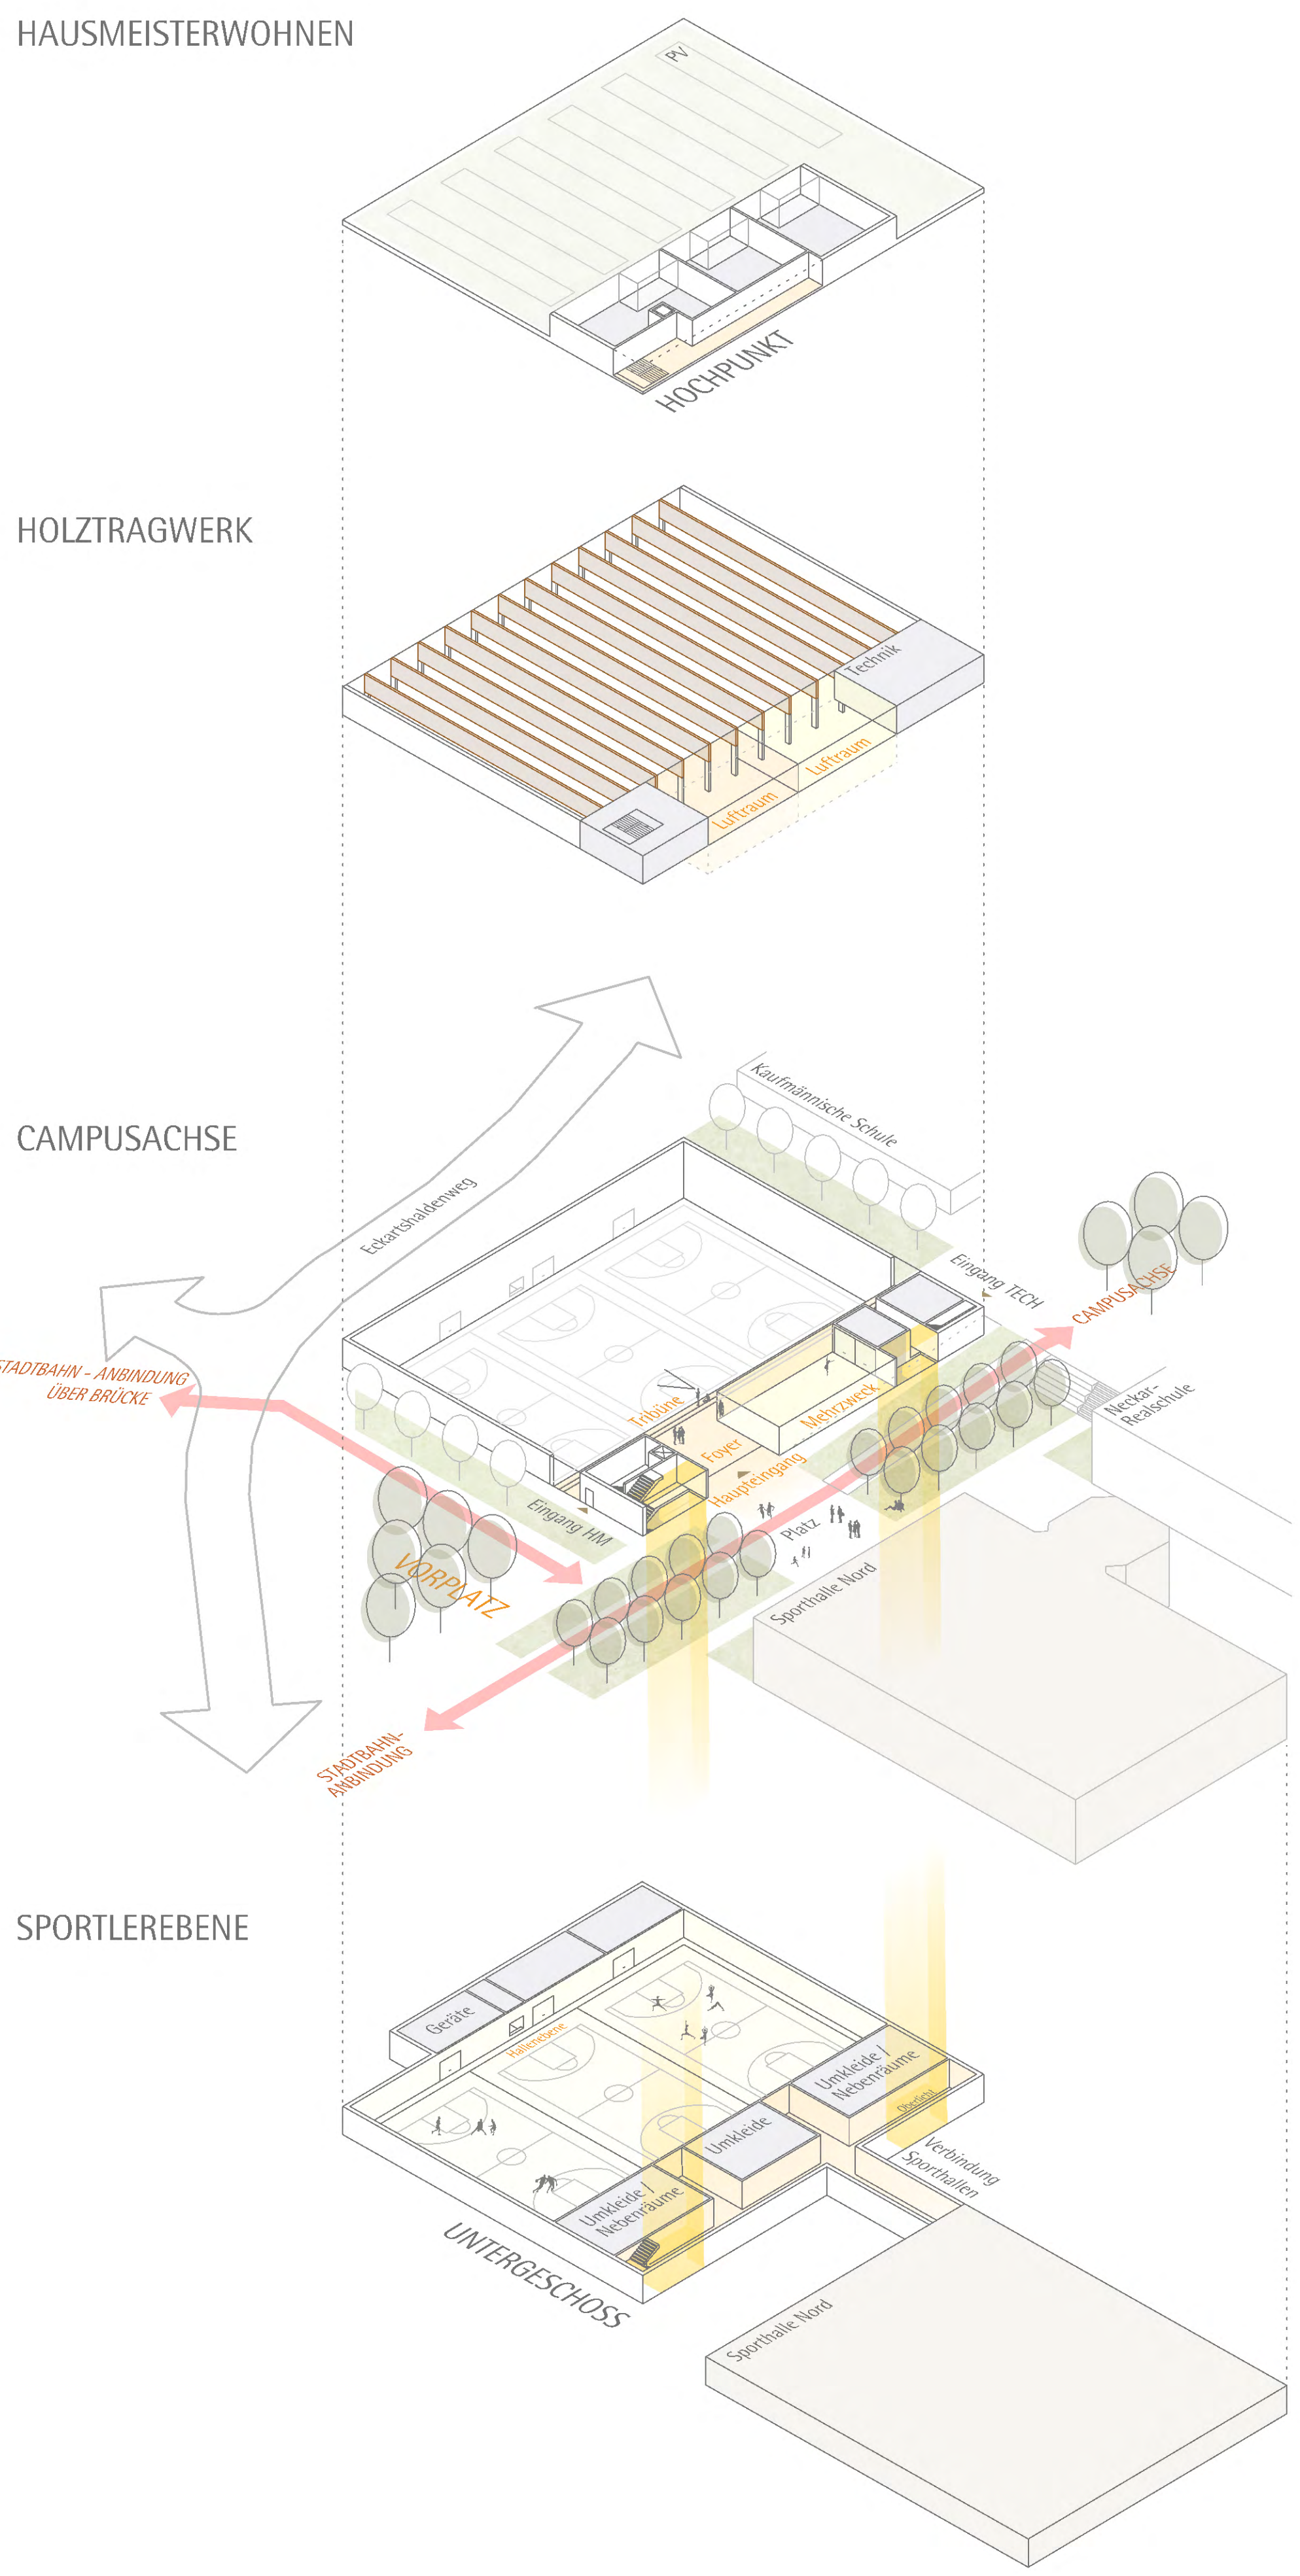 HAUSMEISTERWOHNEN
PV
HOCHPUNKT
HOLZTRAGWERK
Technik
Luftraum
Luftraum
CAMPUSACHSE
Kaufmännische Schule
Eckartshaldenweg
Eingang TECH
CAMPUSACHSE
STADTBAHN - ANBINDUNG
ÜBER BRÜCKE
Neckar-
Realschule
Tribüne
Mehrzweck
Foyer
Haupteingang
Eingang HM
Platz
VORPLATZ
Sporthalle Nord
STADTBAHN-
ANBINDUNG
SPORTLEREBENE
Geräte
Hallenebene
Umkleide /
Nebenräume
Oberlicht
Umkleide
Verbindung
Sporthallen
Umkleide /
Nebenräume
UNTERGESCHOSS
Sporthalle Nord